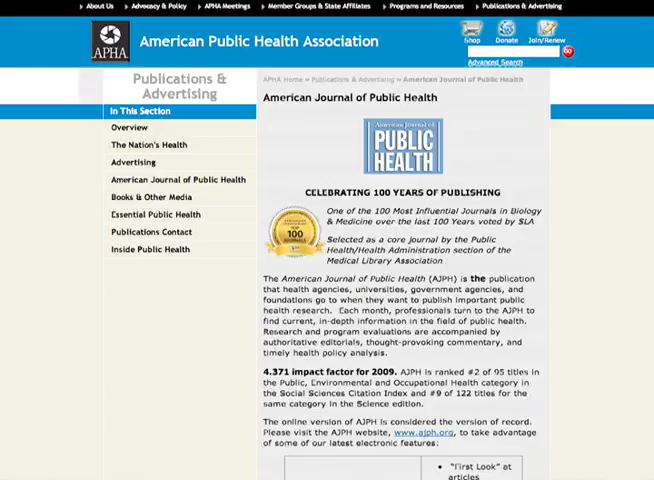 About Us Advocacy & Policy APHA Meetings Member Groups & State Affiliates Programs and Resources Publications & Advertising
APHA
American Public Health Association
Shop Donate Join/Renew
Go
Advanced Search
Publications &
Advertising
In This Section
Overview
The Nation's Health
Advertising
American Journal of Public Health
Books & Other Media
Essential Public Health
Publications Contact
Inside Public Health
APHA Home » Publications & Advertising » American Journal of Public Health
American Journal of Public Health
American Journal of
PUBLIC
HEALTH
CELEBRATING 100 YEARS OF PUBLISHING
TOP
100
JOURNALS
One of the 100 Most Influential Journals in Biology
& Medicine over the last 100 Years voted by SLA
Selected as a core journal by the Public
Health/Health Administration section of the
Medical Library Association
The American Journal of Public Health (AJPH) is the publication
that health agencies, universities, government agencies, and
foundations go to when they want to publish important public
health research. Each month, professionals turn to the AJPH to
find current, in-depth information in the field of public health.
Research and program evaluations are accompanied by
authoritative editorials, thought-provoking commentary, and
timely health policy analysis.
4.371 impact factor for 2009. AJPH is ranked #2 of 95 titles in
the Public, Environmental and Occupational Health category in
the Social Sciences Citation Index and #9 of 122 titles for the
same category in the Science edition.
The online version of AJPH is considered the version of record.
Please visit the AJPH website, www.ajph.org, to take advantage
of some of our latest electronic features:
• "First Look" at
articles